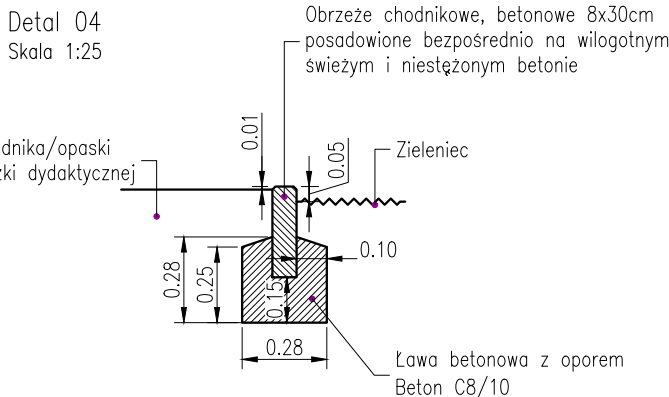 Detal 04
Skala 1:25
Obrzeże chodnikowe, betonowe 8x30cm
posadowione bezpośrednio na wilogotnym
świeżym i niestężonym betonie
dnika/opaski
ki dydaktycznej
0.01
0.05
Zieleniec
0.10
0.28
0.25
0.15
0.28
Ława betonowa z oporem
Beton C8/10